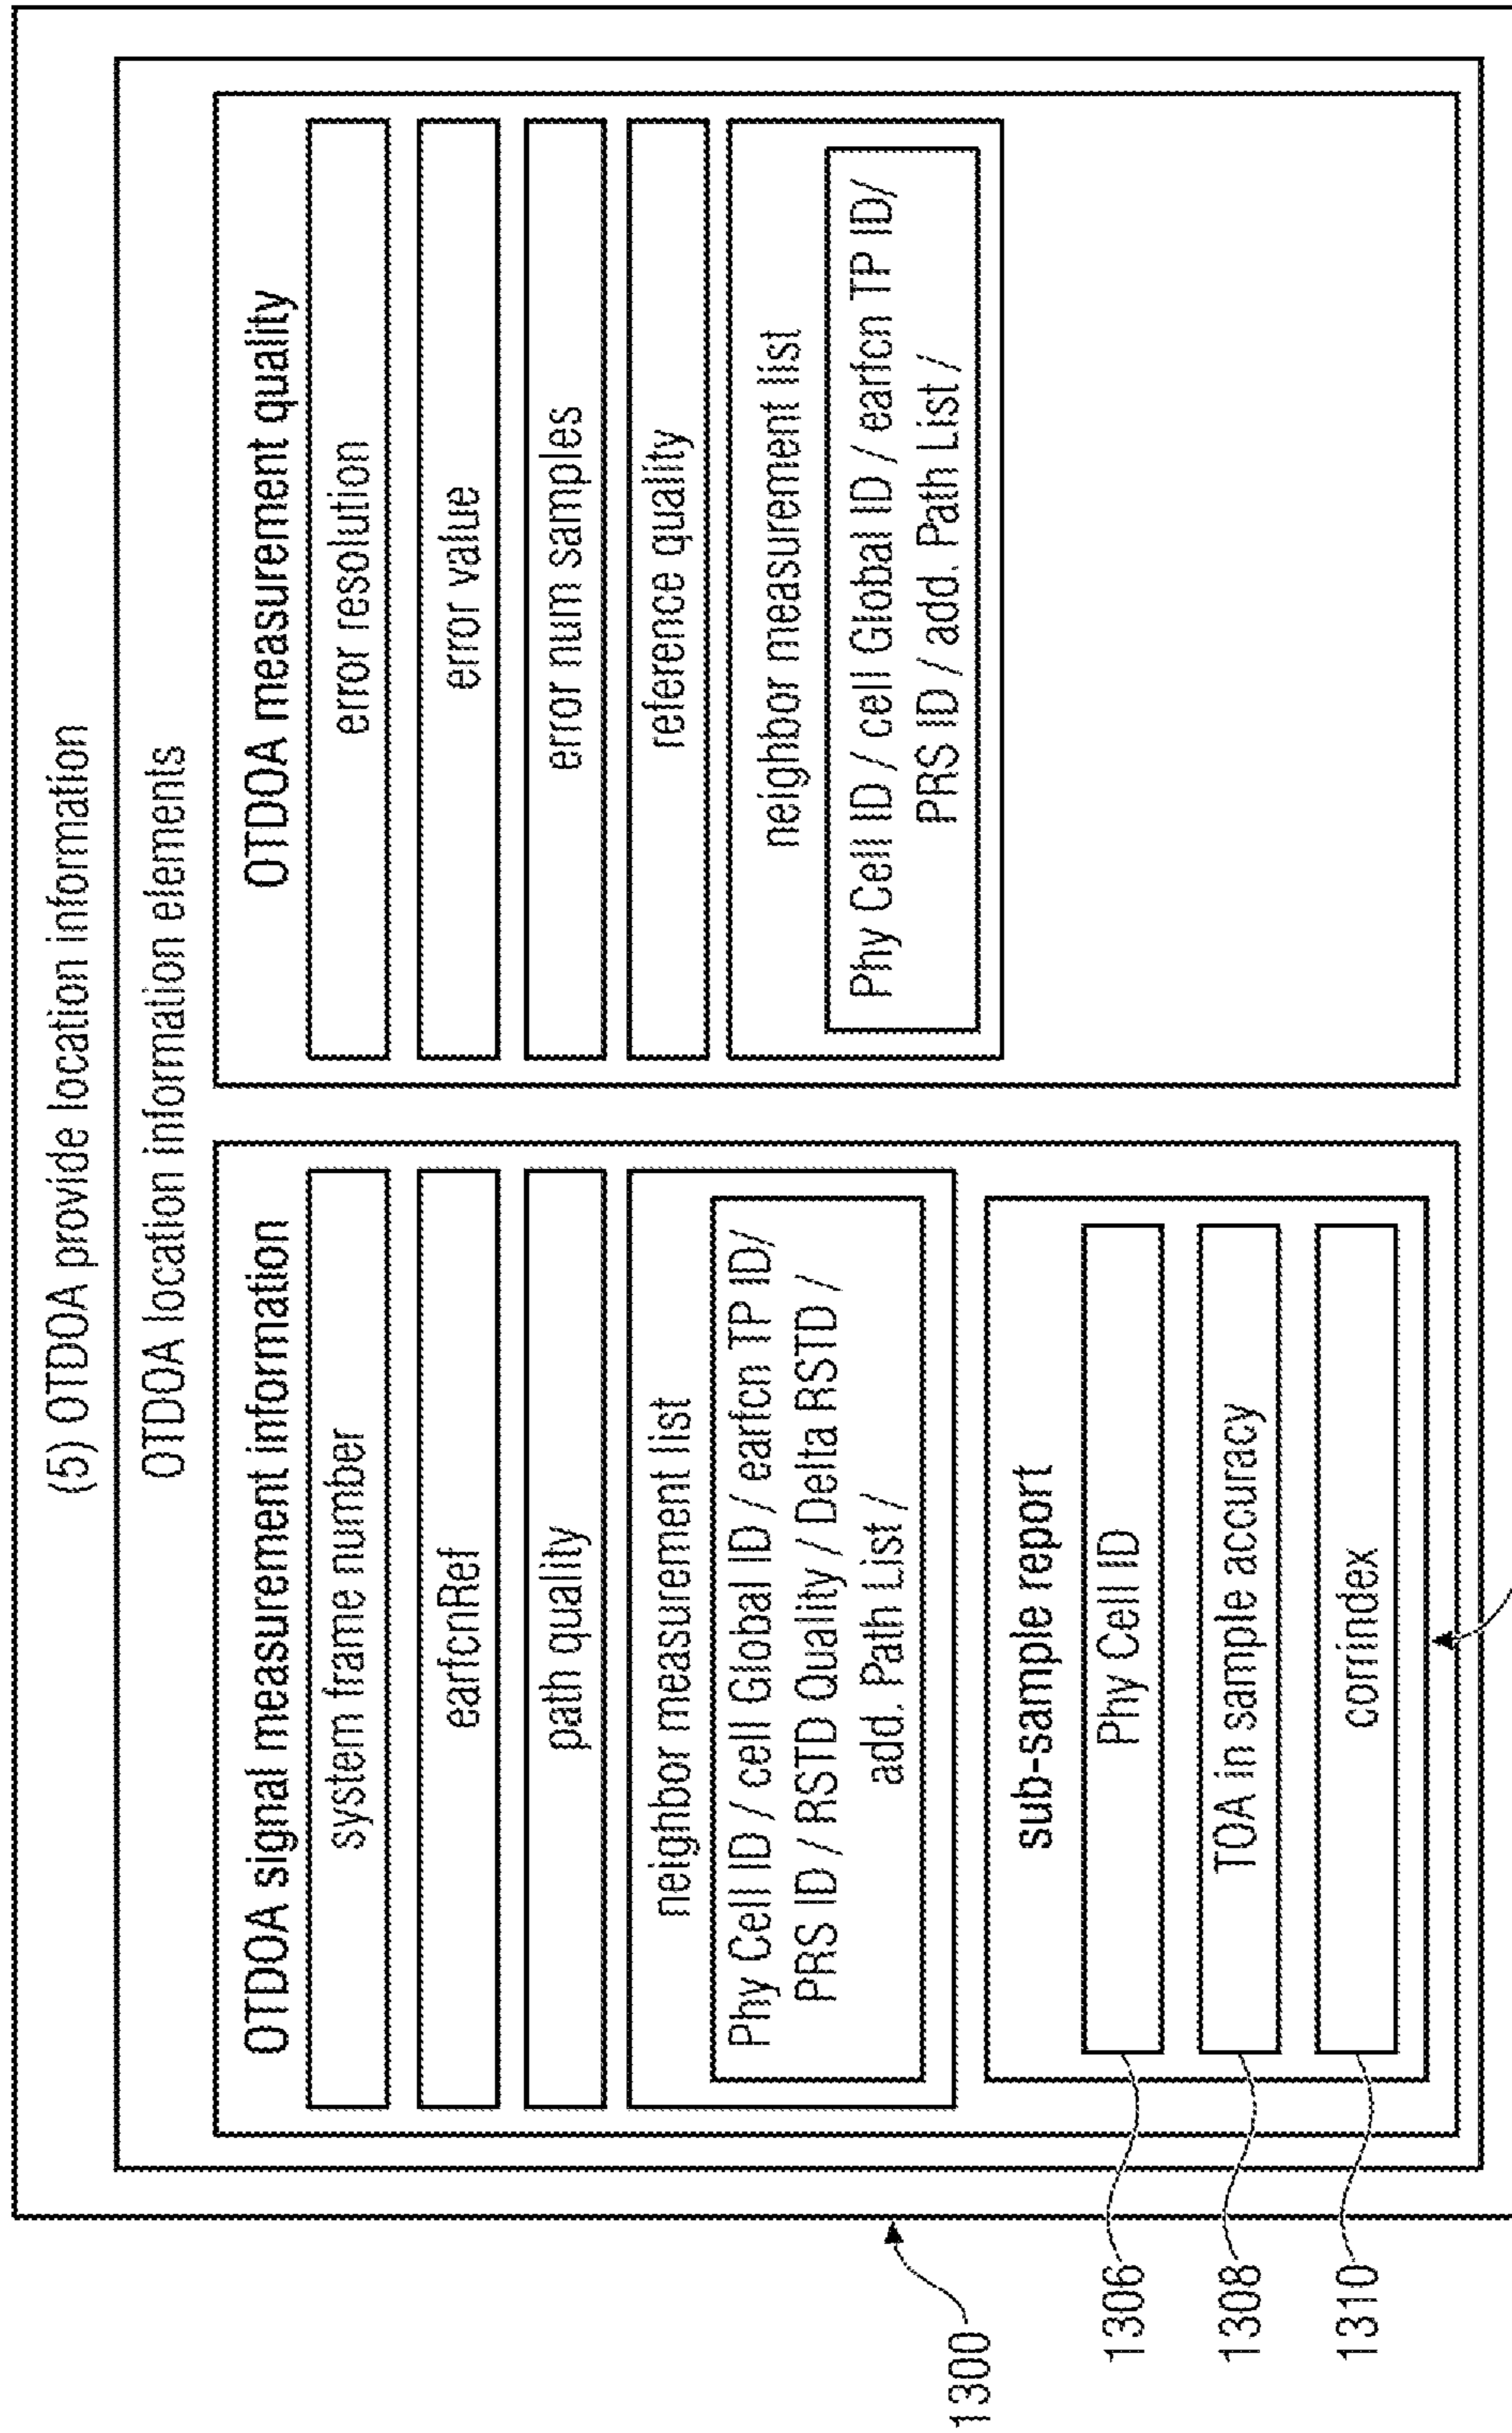 (5) OTDOA provide location information
OTDOA location information elements
OTDOA signal measurement information
system frame number
earfcnRef
path quality
neighbor measurement list
Phy Cell ID / cell Global ID / earfcn TP ID/
PRS ID / RSTD Quality / Delta RSTD /
add. Path List /
sub-sample report
Phy Cell ID
TOA in sample accuracy
corrindex
OTDOA measurement quality
error resolution
error value
error num samples
reference quality
neighbor measurement list
Phy Cell ID / cell Global ID / earfcn TP ID/
PRS ID / add. Path List /
1300
1306
1308
1310